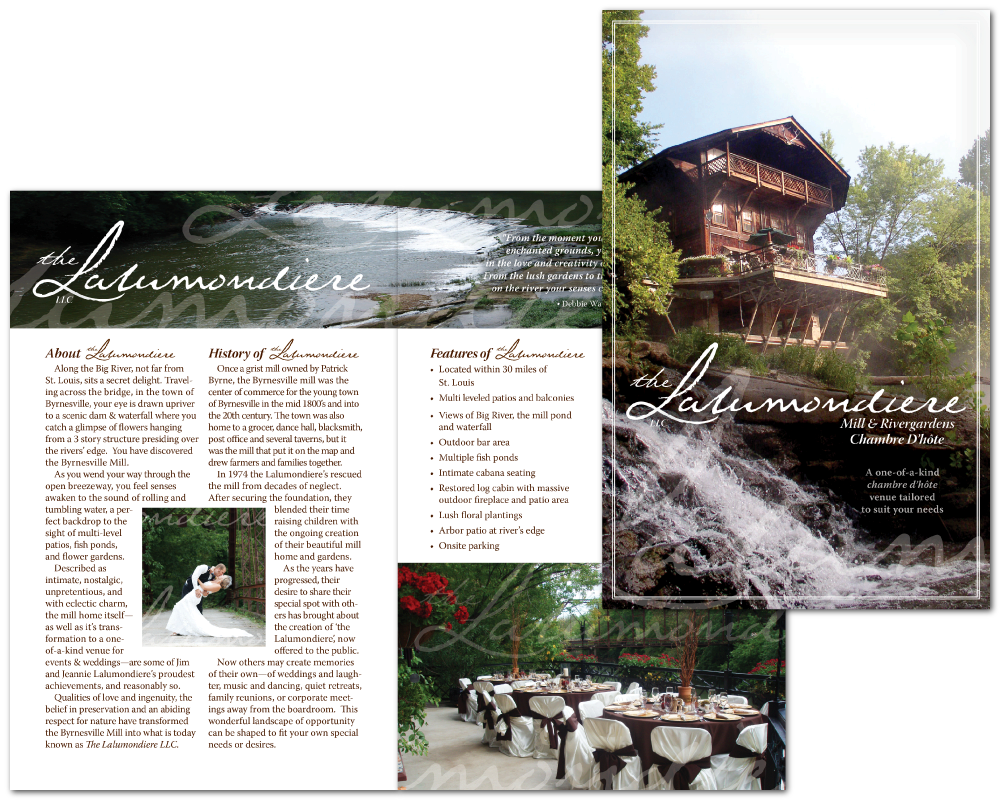 the
Lalumondiere
LLC
"From the moment you
enchanted grounds, y
in the love and creativity
From the lush gardens to t
on the river your senses
• Debbie Wa
About the Lalumondiere
Along the Big River, not far from
St. Louis, sits a secret delight. Travel-
ing across the bridge, in the town of
Byrnesville, your eye is drawn upriver
to a scenic dam & waterfall where you
catch a glimpse of flowers hanging
from a 3 story structure presiding over
the rivers' edge. You have discovered
the Byrnesville Mill.
As you wend your way through the
open breezeway, you feel senses
awaken to the sound of rolling and
tumbling water, a per-
fect backdrop to the
sight of multi-level
patios, fish ponds,
and flower gardens.
Described as
intimate, nostalgic,
unpretentious, and
with eclectic charm,
the mill home itself—
as well as it's trans-
formation to a one-
of-a-kind venue for
events & weddings—are some of Jim
and Jeannie Lalumondiere's proudest
achievements, and reasonably so.
Qualities of love and ingenuity, the
belief in preservation and an abiding
respect for nature have transformed
the Byrnesville Mill into what is today
known as The Lalumondiere LLC.
History of the Lalumondiere
Once a grist mill owned by Patrick
Byrne, the Byrnesville mill was the
center of commerce for the young town
of Byrnesville in the mid 1800's and into
the 20th century. The town was also
home to a grocer, dance hall, blacksmith,
post office and several taverns, but it
was the mill that put it on the map and
drew farmers and families together.
In 1974 the Lalumondiere's rescued
the mill from decades of neglect.
After securing the foundation, they
blended their time
raising children with
the ongoing creation
of their beautiful mill
home and gardens.
As the years have
progressed, their
desire to share their
special spot with oth-
ers has brought about
the creation of 'the
Lalumondiere', now
offered to the public.
Now others may create memories
of their own—of weddings and laugh-
ter, music and dancing, quiet retreats,
family reunions, or corporate meet-
ings away from the boardroom. This
wonderful landscape of opportunity
can be shaped to fit your own special
needs or desires.
Features of the Lalumondiere
• Located within 30 miles of
St. Louis
• Multi leveled patios and balconies
• Views of Big River, the mill pond
and waterfall
• Outdoor bar area
• Multiple fish ponds
• Intimate cabana seating
• Restored log cabin with massive
outdoor fireplace and patio area
• Lush floral plantings
• Arbor patio at river's edge
• Onsite parking
the
Lalumondiere
LLC
Mill & Rivergardens
Chambre D'hôte
A one-of-a-kind
chambre d'hôte
venue tailored
to suit your needs